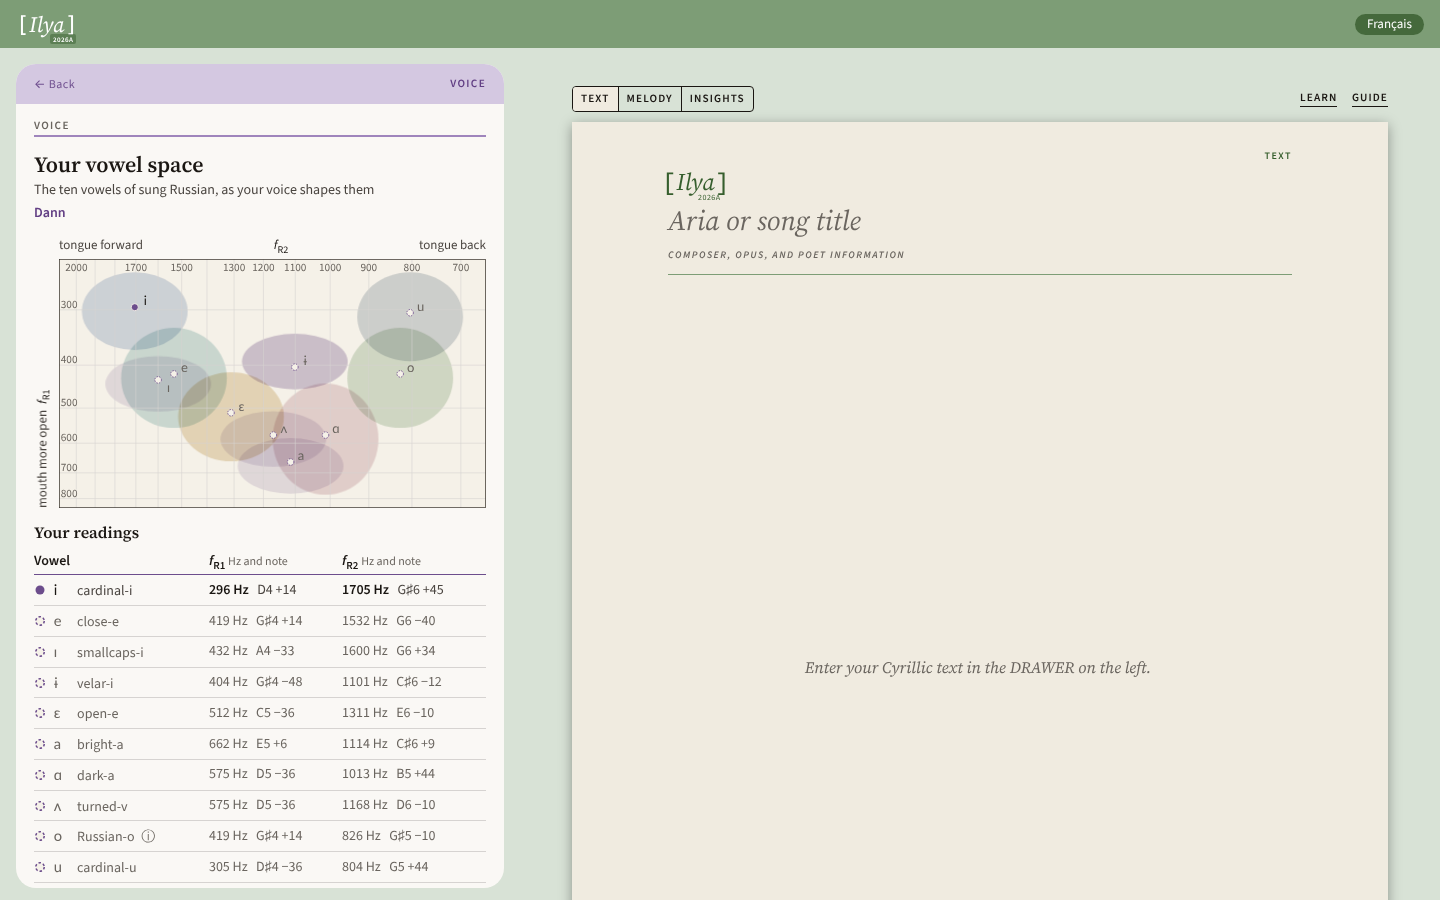 [Ilya]
2026A
Français
← Back
VOICE
VOICE
Your vowel space
The ten vowels of sung Russian, as your voice shapes them
Dann
tongue forward fR2 tongue back
2000 1700 1500 1300 1200 1100 1000 900 800 700
300
400
500
600
700
800
mouth more open fR1
i
u
ɨ
e
o
ı
ɛ
ʌ
ɑ
a
Your readings
Vowel fR1 Hz and note fR2 Hz and note
i cardinal-i 296 Hz D4 +14 1705 Hz G♯6 +45
e close-e 419 Hz G♯4 +14 1532 Hz G6 −40
ı smallcaps-i 432 Hz A4 −33 1600 Hz G6 +34
ɨ velar-i 404 Hz G♯4 −48 1101 Hz C♯6 −12
ɛ open-e 512 Hz C5 −36 1311 Hz E6 −10
a bright-a 662 Hz E5 +6 1114 Hz C♯6 +9
ɑ dark-a 575 Hz D5 −36 1013 Hz B5 +44
ʌ turned-v 575 Hz D5 −36 1168 Hz D6 −10
o Russian-o ⓘ 419 Hz G♯4 +14 826 Hz G♯5 −10
u cardinal-u 305 Hz D♯4 −36 804 Hz G5 +44
TEXT MELODY INSIGHTS
LEARN GUIDE
TEXT
[Ilya]
2026A
Aria or song title
COMPOSER, OPUS, AND POET INFORMATION
Enter your Cyrillic text in the DRAWER on the left.